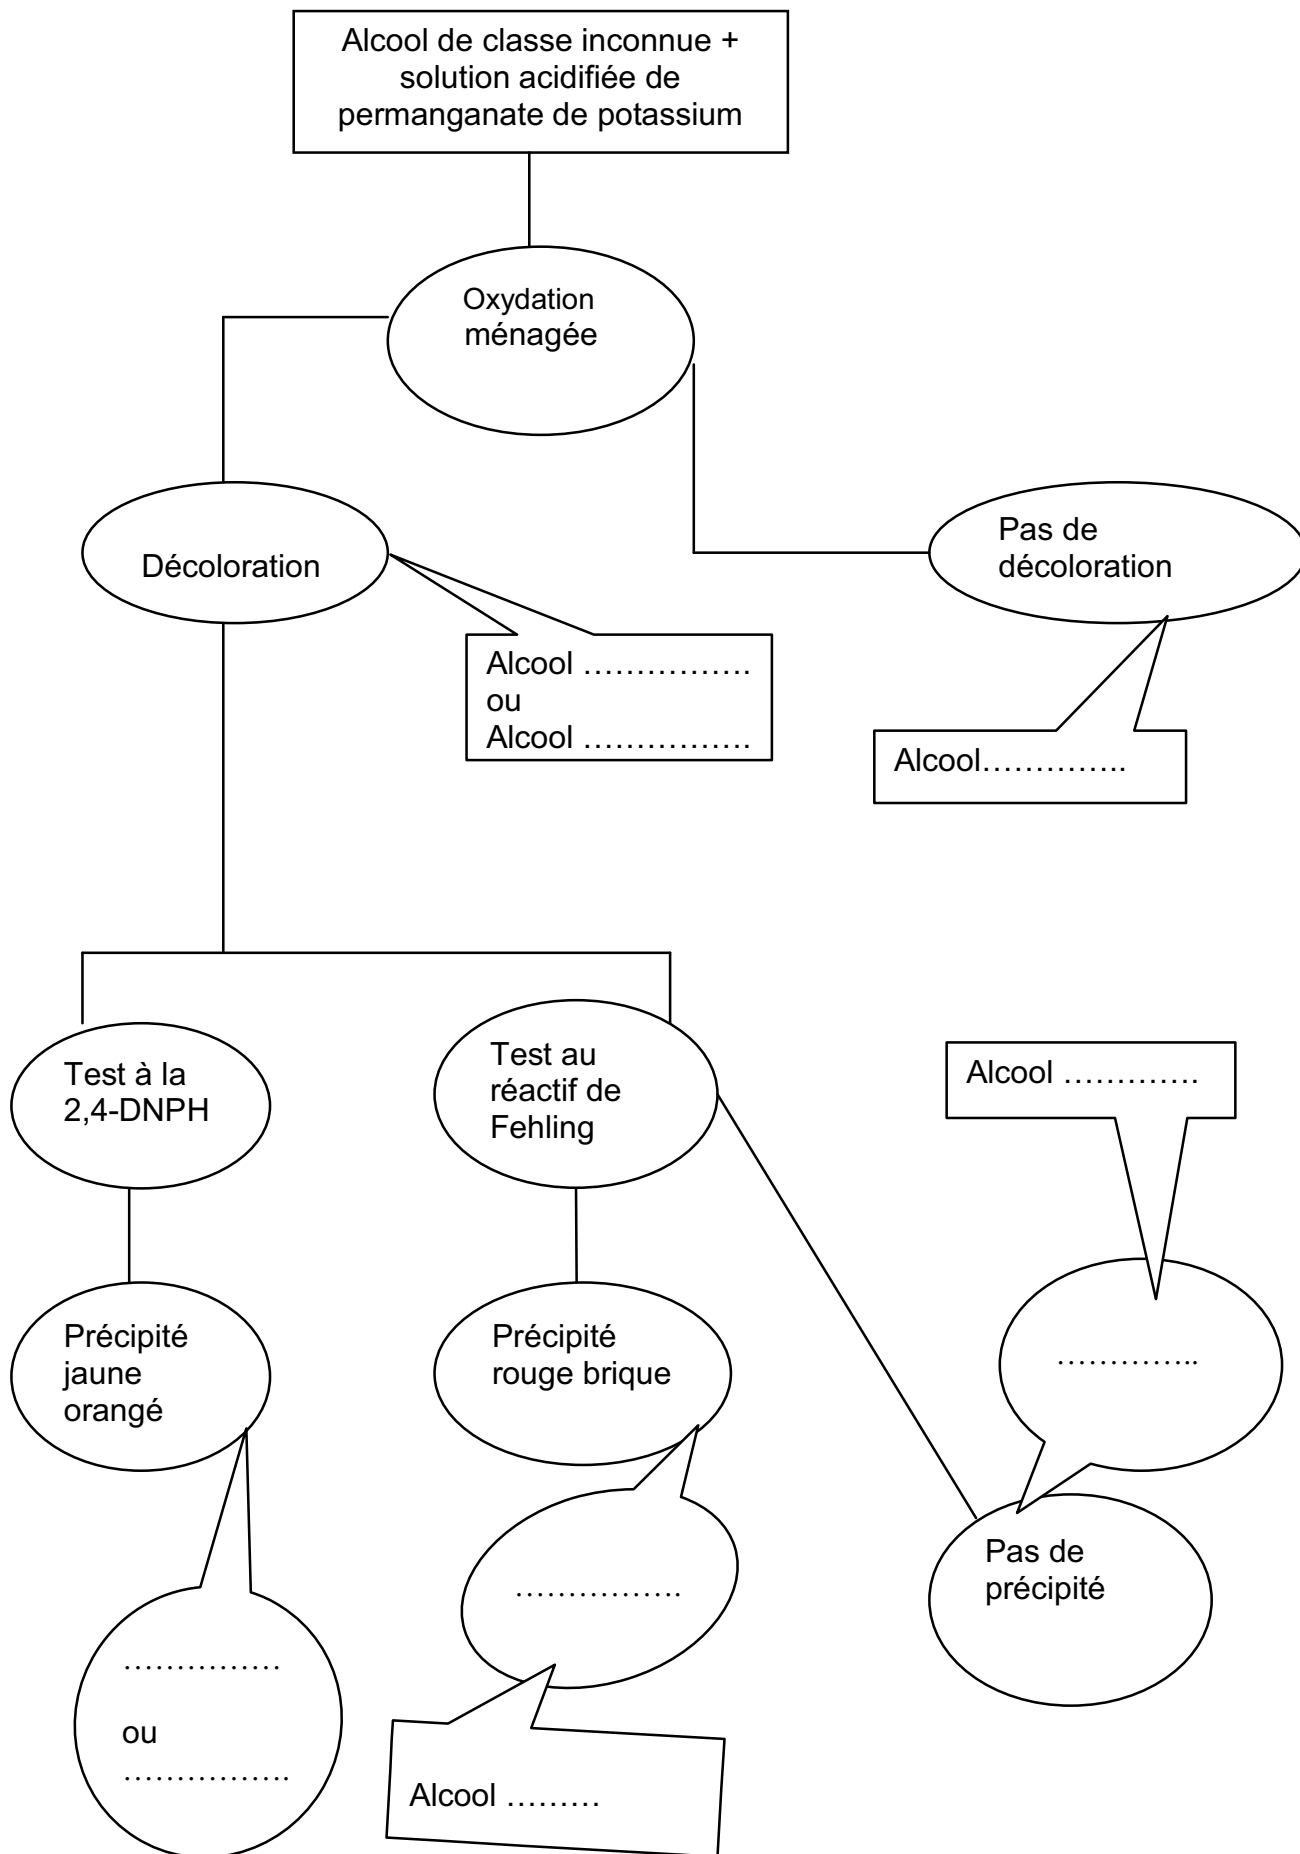 Alcool de classe inconnue +
solution acidifiée de
permanganate de potassium
Oxydation
ménagée
Décoloration
Pas de
décoloration
Alcool …………….
ou
Alcool …………….
Alcool…………..
Test à la
2,4-DNPH
Test au
réactif de
Fehling
Alcool ………….
Précipité
jaune
orangé
Précipité
rouge brique
…………..
…………….
Pas de
précipité
……………
ou
…………….
Alcool ………